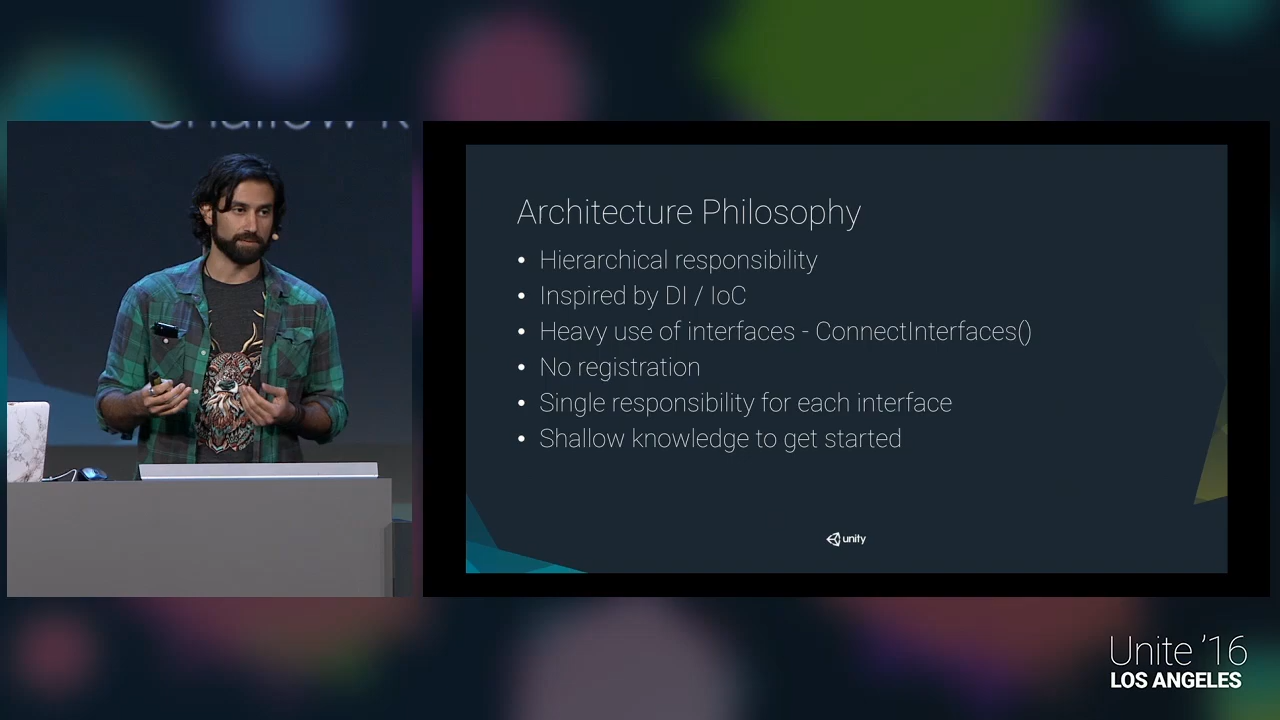 Architecture Philosophy
• Hierarchical responsibility
• Inspired by DI / IoC
• Heavy use of interfaces - ConnectInterfaces()
• No registration
• Single responsibility for each interface
• Shallow knowledge to get started
unity
Unite '16
LOS ANGELES